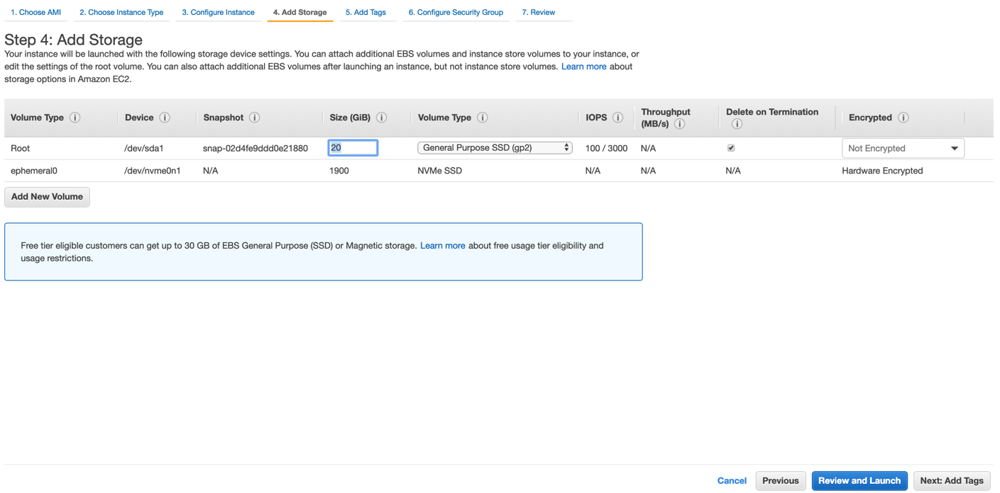 1. Choose AMI 2. Choose Instance Type 3. Configure Instance 4. Add Storage 5. Add Tags 6. Configure Security Group 7. Review
Step 4: Add Storage
Your instance will be launched with the following storage device settings. You can attach additional EBS volumes and instance store volumes to your instance, or
edit the settings of the root volume. You can also attach additional EBS volumes after launching an instance, but not instance store volumes. Learn more about
storage options in Amazon EC2.
Volume Type i Device i Snapshot i Size (GiB) i Volume Type i IOPS i Throughput (MB/s) i Delete on Termination i Encrypted i
Root /dev/sda1 snap-02d4fe9ddd0e21880 20 General Purpose SSD (gp2) 100 / 3000 N/A Not Encrypted
ephemeral0 /dev/nvme0n1 N/A 1900 NVMe SSD N/A N/A N/A Hardware Encrypted
Add New Volume
Free tier eligible customers can get up to 30 GB of EBS General Purpose (SSD) or Magnetic storage. Learn more about free usage tier eligibility and
usage restrictions.
Cancel Previous Review and Launch Next: Add Tags